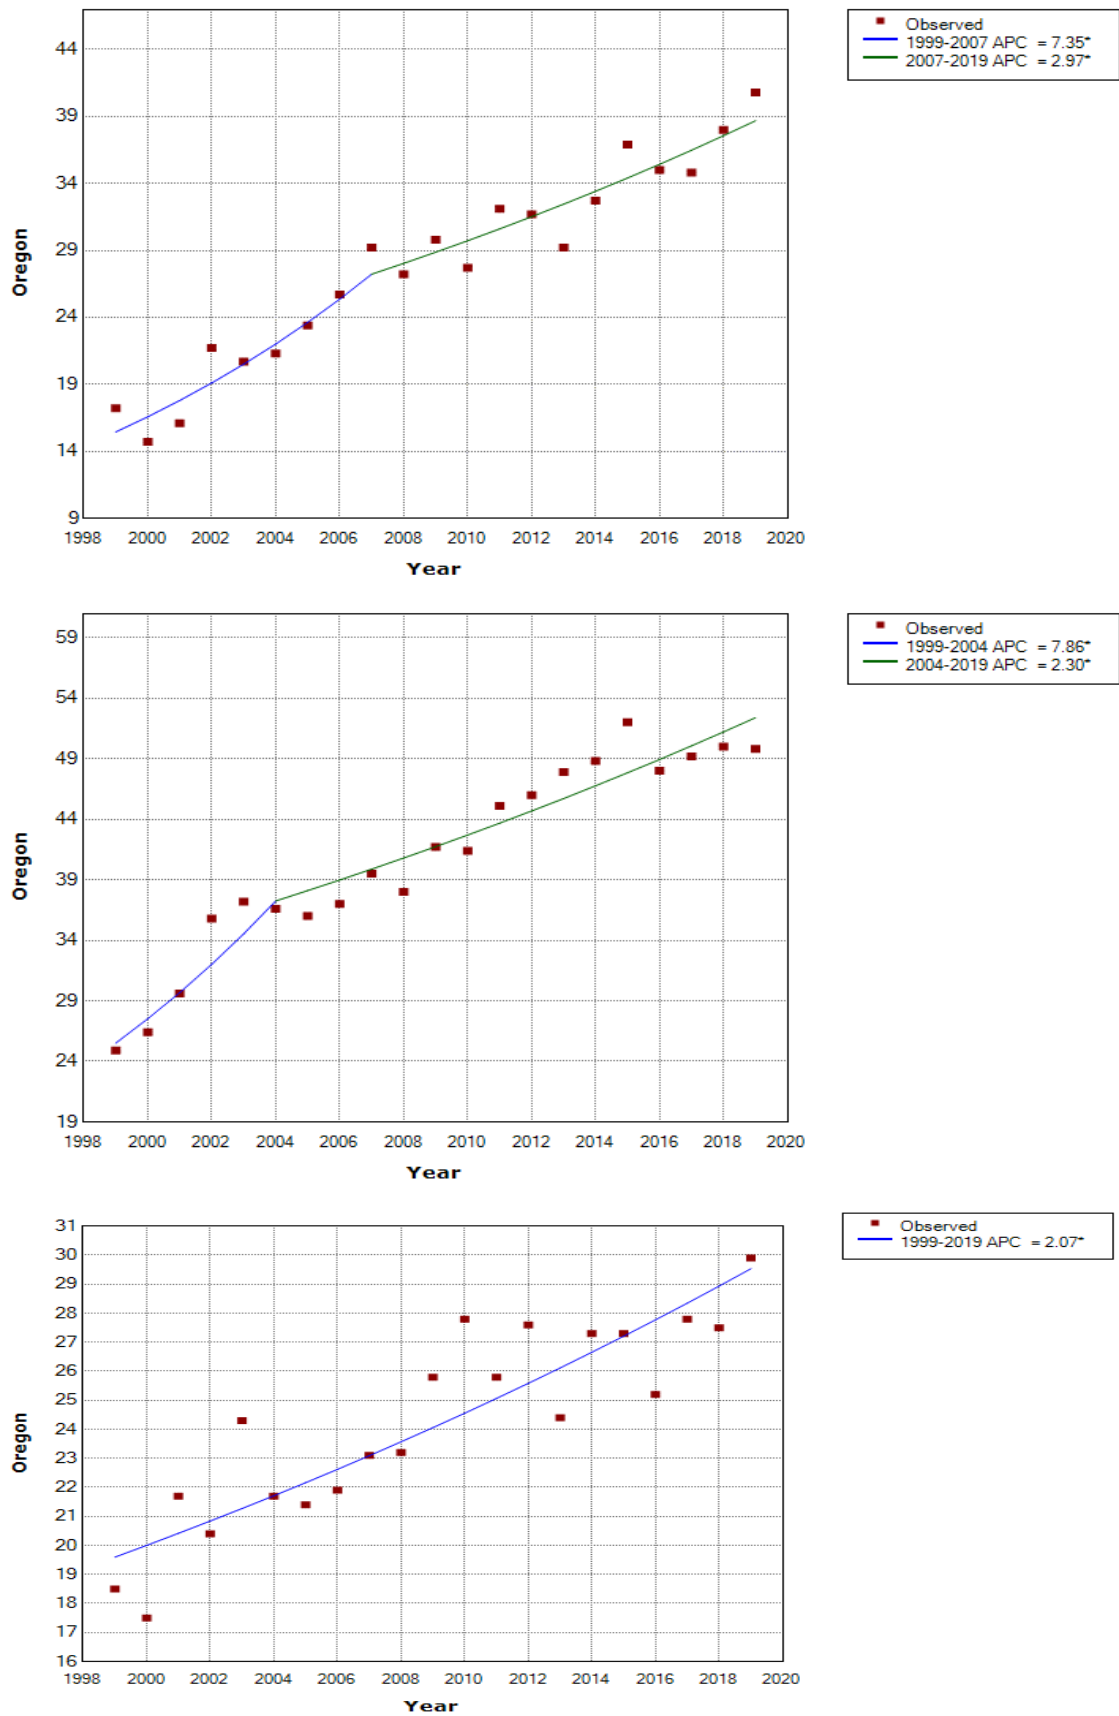 Observed
1999-2007 APC = 7.35*
2007-2019 APC = 2.97*
44
39
34
29
24
19
14
9
Oregon
1998 2000 2002 2004 2006 2008 2010 2012 2014 2016 2018 2020
Year
Observed
1999-2004 APC = 7.86*
2004-2019 APC = 2.30*
59
54
49
44
39
34
29
24
19
Oregon
1998 2000 2002 2004 2006 2008 2010 2012 2014 2016 2018 2020
Year
Observed
1999-2019 APC = 2.07*
31
30
29
28
27
26
25
24
23
22
21
20
19
18
17
16
Oregon
1998 2000 2002 2004 2006 2008 2010 2012 2014 2016 2018 2020
Year